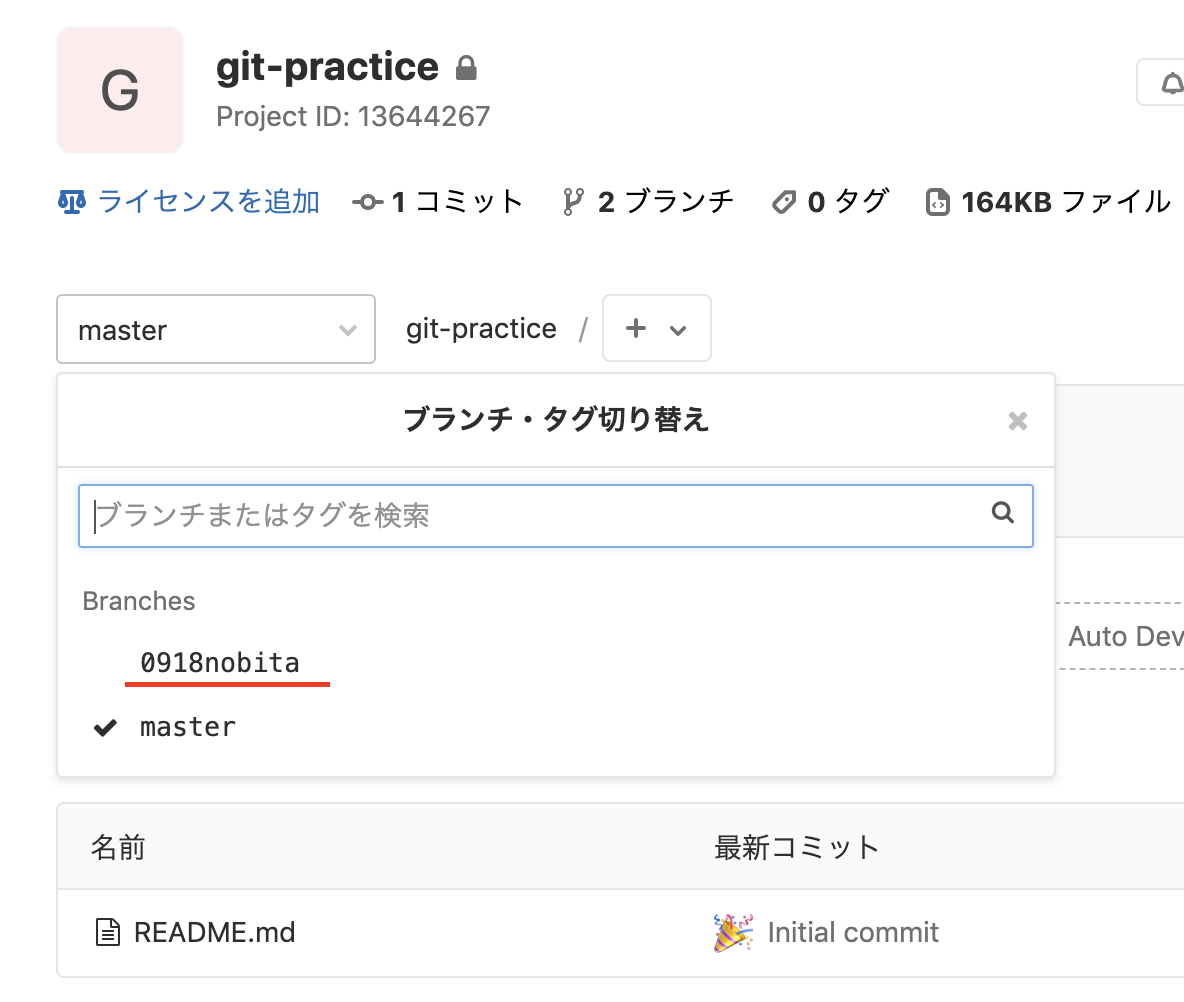 G
git-practice
Project ID: 13644267
ライセンスを追加 1 コミット 2 ブランチ 0 タグ 164KB ファイル
master git-practice / +
ブランチ・タグ切り替え
ブランチまたはタグを検索
Branches
0918nobita
Auto Dev
master
名前 最新コミット
README.md Initial commit